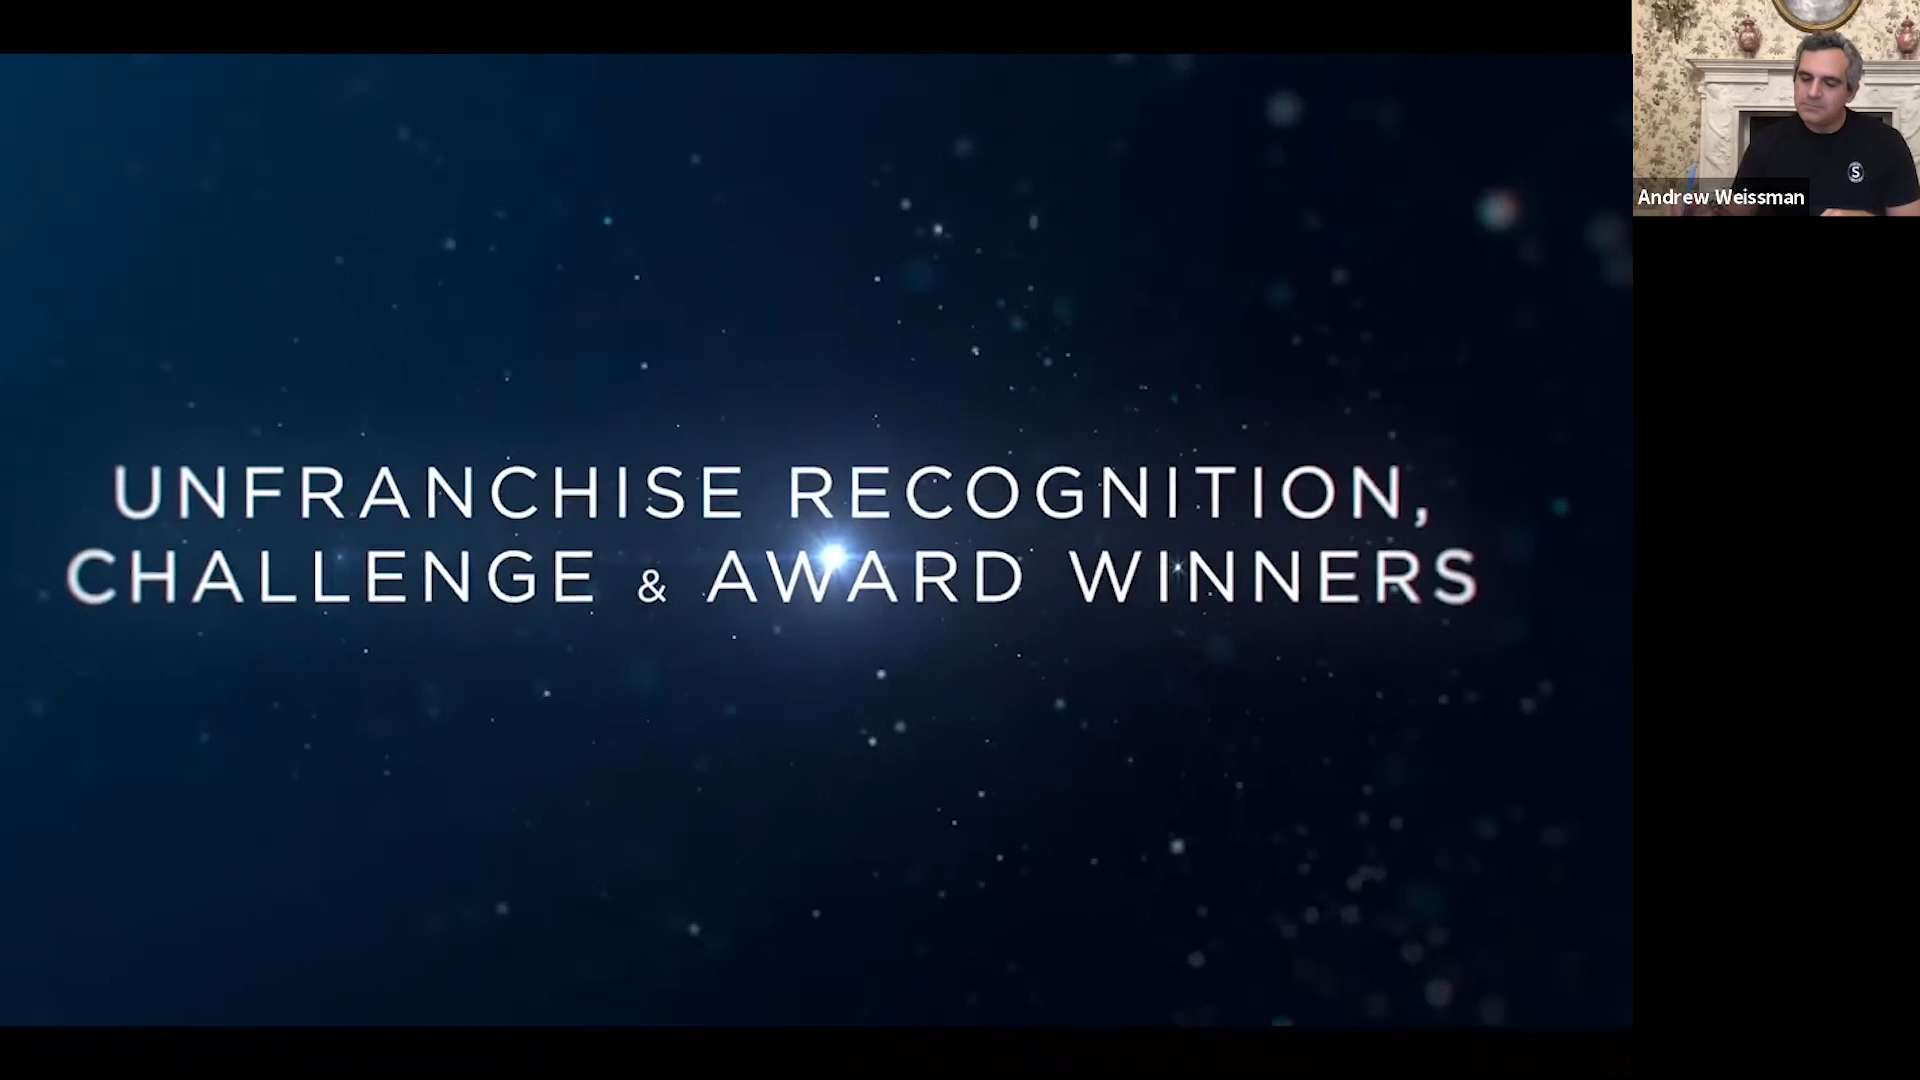 UNFRANCHISE RECOGNITION,
CHALLENGE & AWARD WINNERS
Andrew Weissman
S